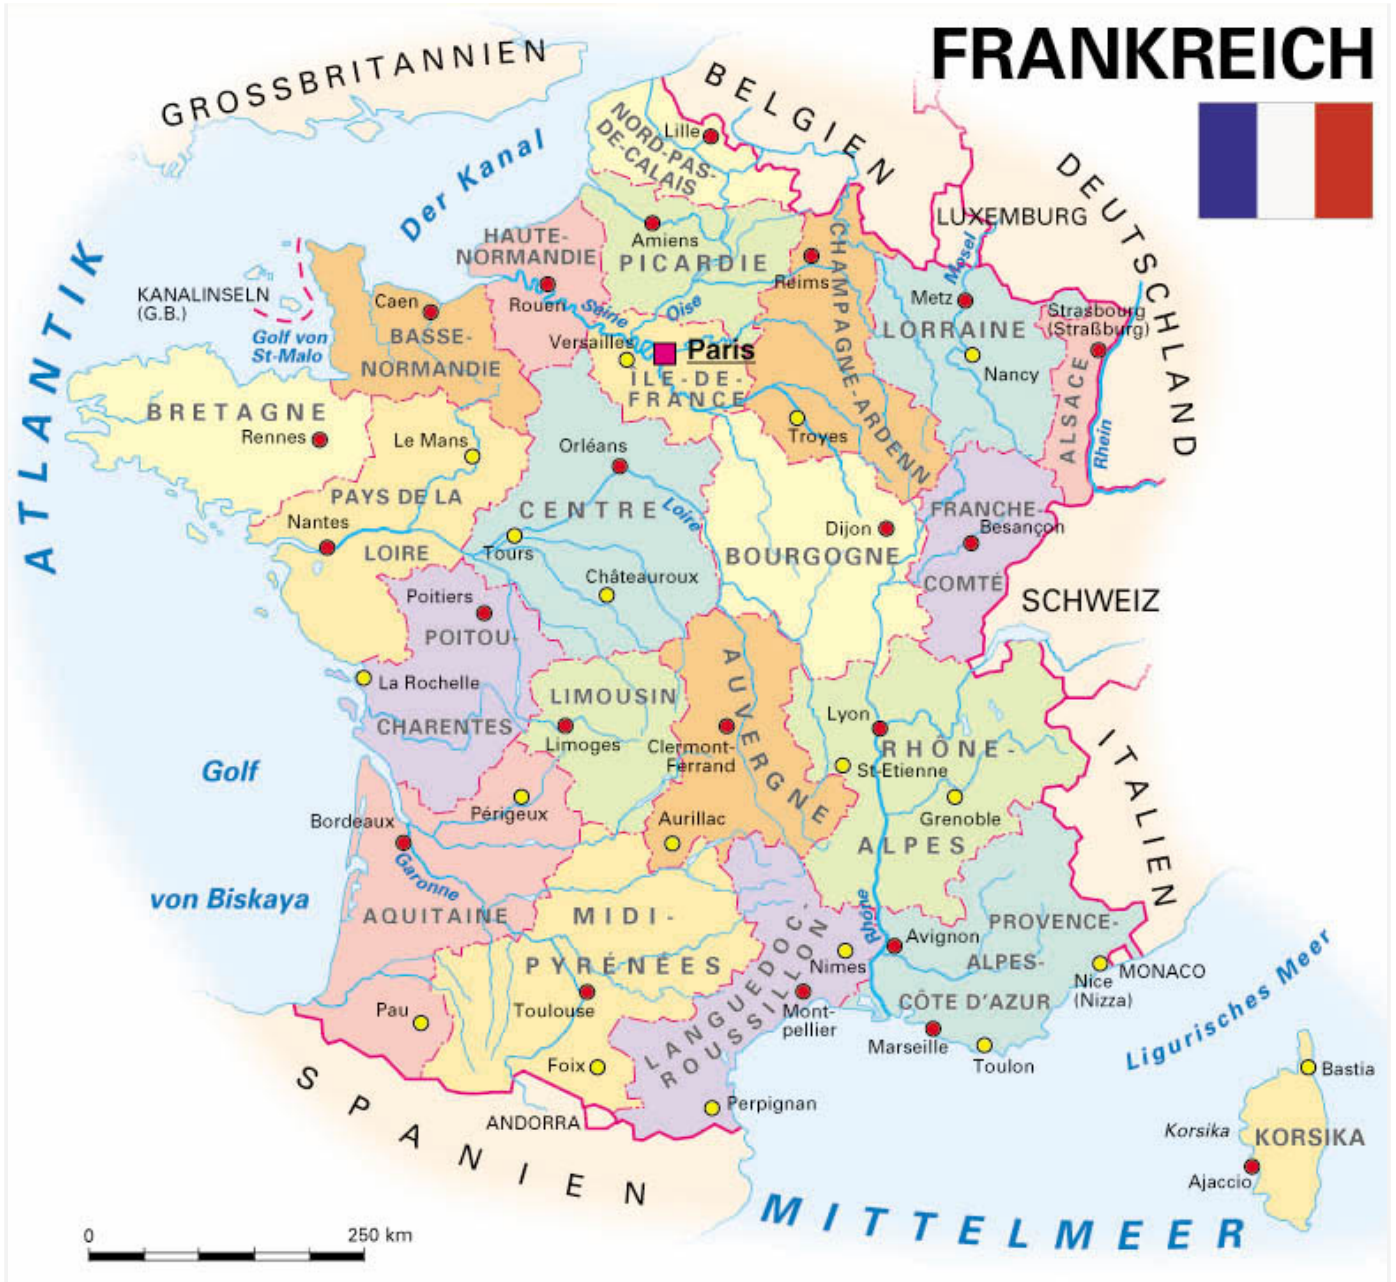 FRANKREICH
GROSSBRITANNIEN
BELGIEN
DEUTSCHLAND
LUXEMBURG
Der Kanal
ATLANTIK
NORD-PAS-
DE-CALAIS
Lille
HAUTE-
NORMANDIE
Rouen
Amiens
PICARDIE
Oise
Seine
Reims
CHAMPAGNE-ARDENN
Troyes
Mosel
Metz
LORRAINE
Nancy
Strasbourg
(Straßburg)
ALSACE
Rhein
KANALINSELN
(G.B.)
Golf von
St-Malo
Caen
BASSE-
NORMANDIE
Versailles
Paris
ÎLE-DE-
FRANCE
BRETAGNE
Rennes
Le Mans
PAYS DE LA
LOIRE
Nantes
Orléans
CENTRE
Loire
Tours
Châteauroux
Dijon
BOURGOGNE
FRANCHE-
COMTÉ
Besançon
SCHWEIZ
Poitiers
POITOU-
CHARENTES
La Rochelle
LIMOUSIN
Limoges
AUVERGNE
Clermont-
Ferrand
Aurillac
Lyon
RHÔNE-
ALPES
St-Etienne
Grenoble
ITALIEN
Golf
von Biskaya
Périgeux
Bordeaux
Garonne
AQUITAINE
Pau
MIDI-
PYRÉNÉES
Toulouse
Foix
LANGUEDOC-
ROUSSILLON
Nimes
Mont-
pellier
Perpignan
Rhône
Avignon
PROVENCE-
ALPES-
CÔTE D'AZUR
Nice
(Nizza)
MONACO
Marseille
Toulon
Ligurisches Meer
SPANIEN
ANDORRA
Bastia
Korsika
KORSIKA
Ajaccio
MITTELMEER
0
250 km